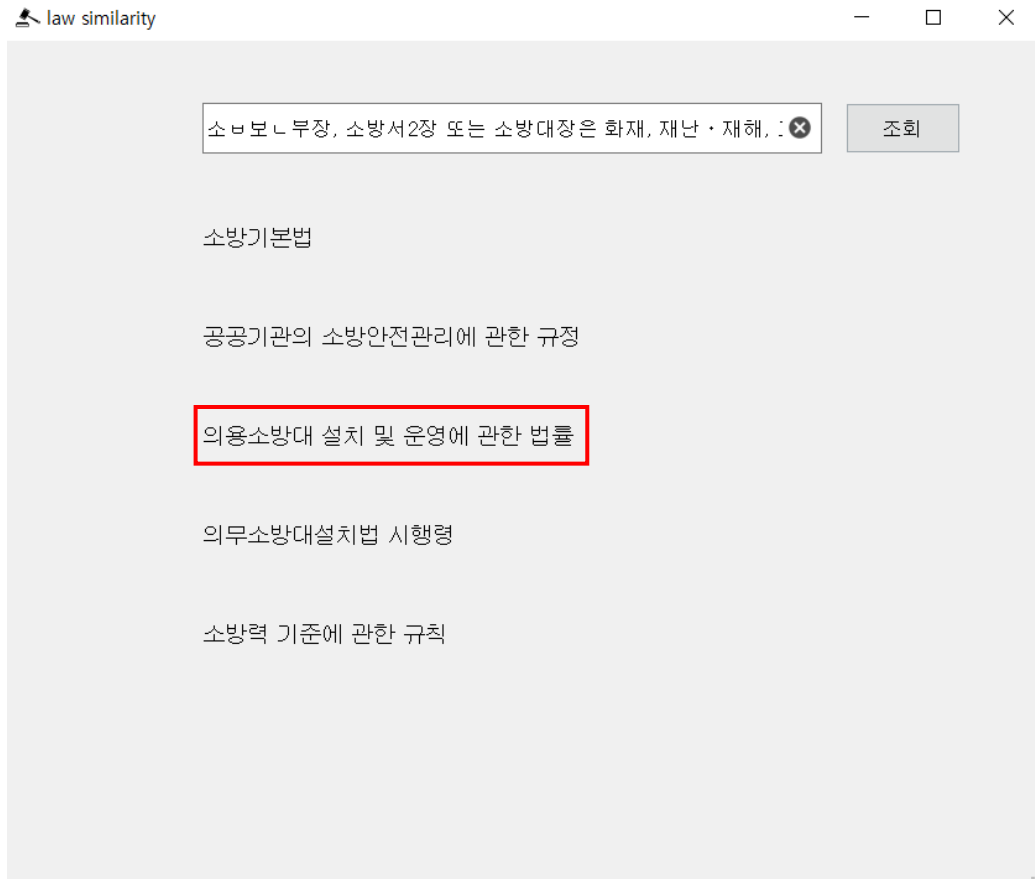 law similarity
소ㅂ보ㄴ부장, 소방서2장 또는 소방대장은 화재, 재난·재해,
조회
소방기본법
공공기관의 소방안전관리에 관한 규정
의용소방대 설치 및 운영에 관한 법률
의무소방대설치법 시행령
소방력 기준에 관한 규칙